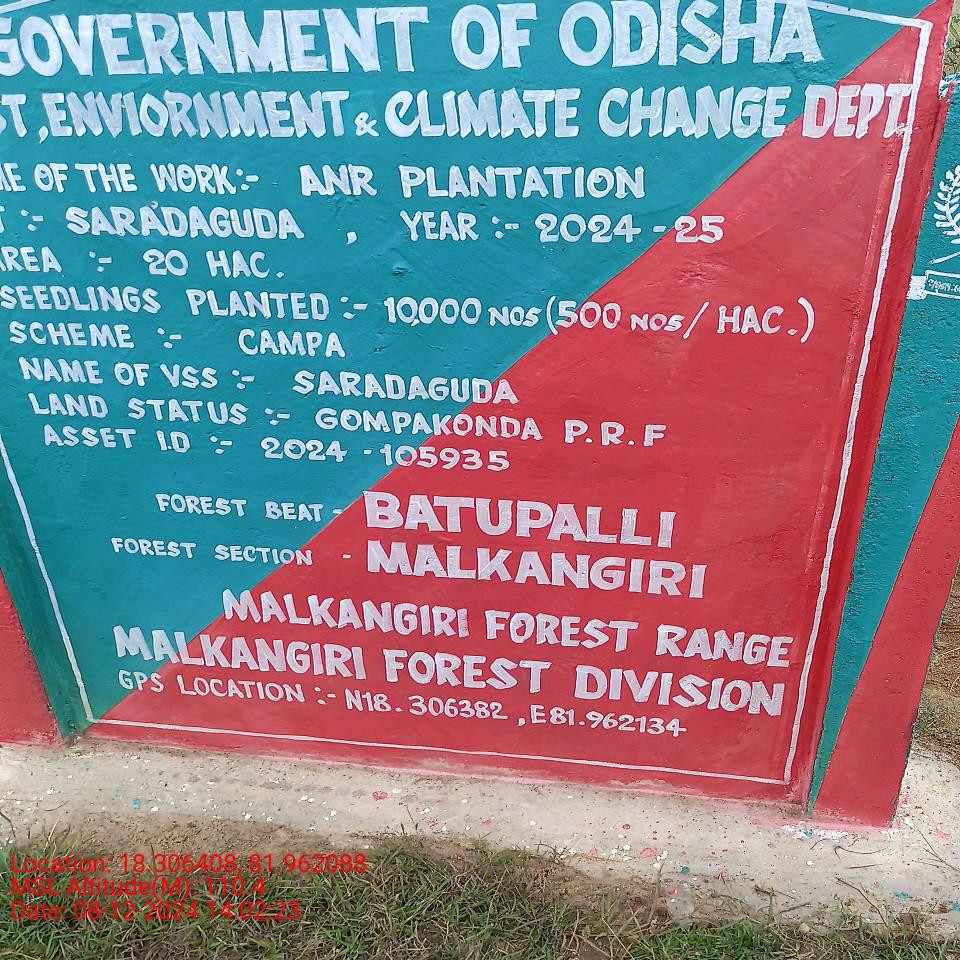 GOVERNMENT OF ODISHA
ST, ENVIORNMENT & CLIMATE CHANGE DEPT.
ME OF THE WORK:- ANR PLANTATION
T :- SARADAGUDA , YEAR :- 2024-25
AREA :- 20 HAC.
SEEDLINGS PLANTED :- 10,000 NOS (500 NOS / HAC.)
SCHEME :- CAMPA
NAME OF VSS :- SARADAGUDA
LAND STATUS :- GOMPAKONDA P.R.F
ASSET I.D :- 2024 -105935
FOREST BEAT - BATUPALLI
FOREST SECTION - MALKANGIRI
MALKANGIRI FOREST RANGE
MALKANGIRI FOREST DIVISION
GPS LOCATION :- N18.306382 , E81.962134
Location: 18.306408, 81.962088
MSL Altitude(M): 110.4
Date: 08-12-2024 14:02:23